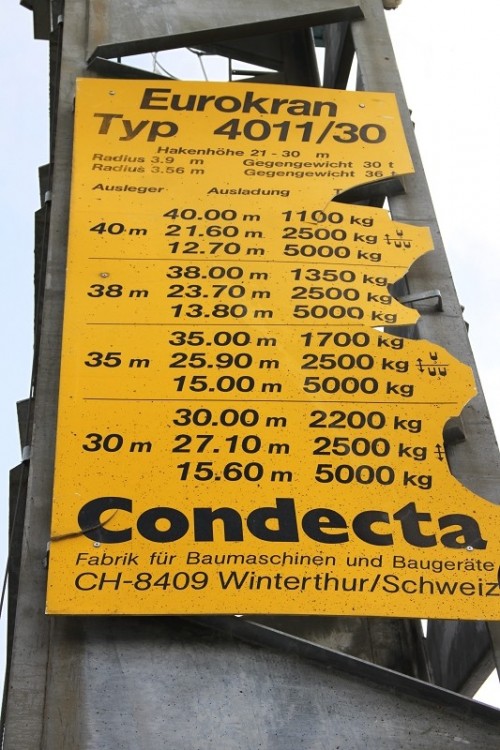 Eurokran
Typ 4011/30
Hakenhöhe 21 - 30 m
Radius 3.9 m Gegengewicht 30 t
Radius 3.56 m Gegengewicht 36 t
Ausleger Ausladung
40.00 m 1100 kg
40 m 21.60 m 2500 kg
12.70 m 5000 kg
38.00 m 1350 kg
38 m 23.70 m 2500 kg
13.80 m 5000 kg
35.00 m 1700 kg
35 m 25.90 m 2500 kg
15.00 m 5000 kg
30.00 m 2200 kg
30 m 27.10 m 2500 kg
15.60 m 5000 kg
Condecta
Fabrik für Baumaschinen und Baugeräte
CH-8409 Winterthur/Schweiz